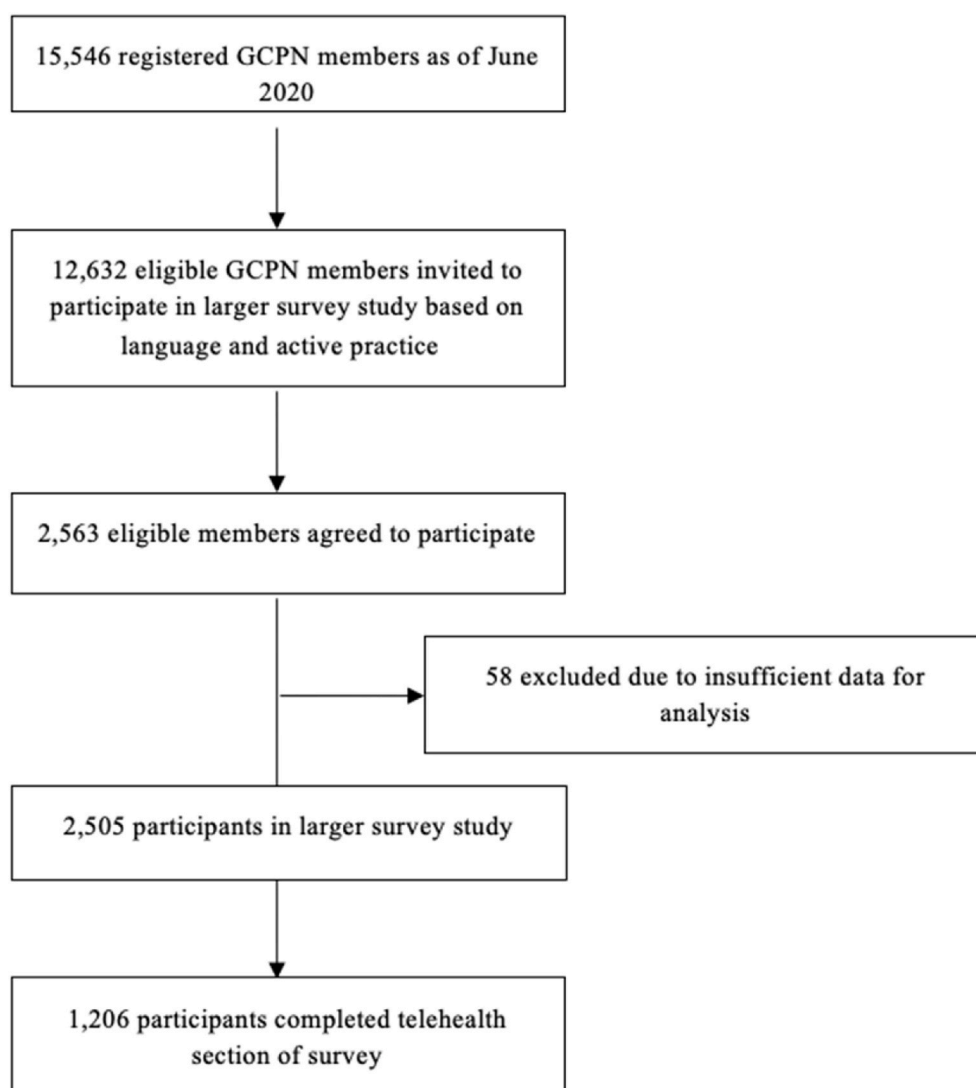 15,546 registered GCPN members as of June
2020
12,632 eligible GCPN members invited to
participate in larger survey study based on
language and active practice
2,563 eligible members agreed to participate
58 excluded due to insufficient data for
analysis
2,505 participants in larger survey study
1,206 participants completed telehealth
section of survey